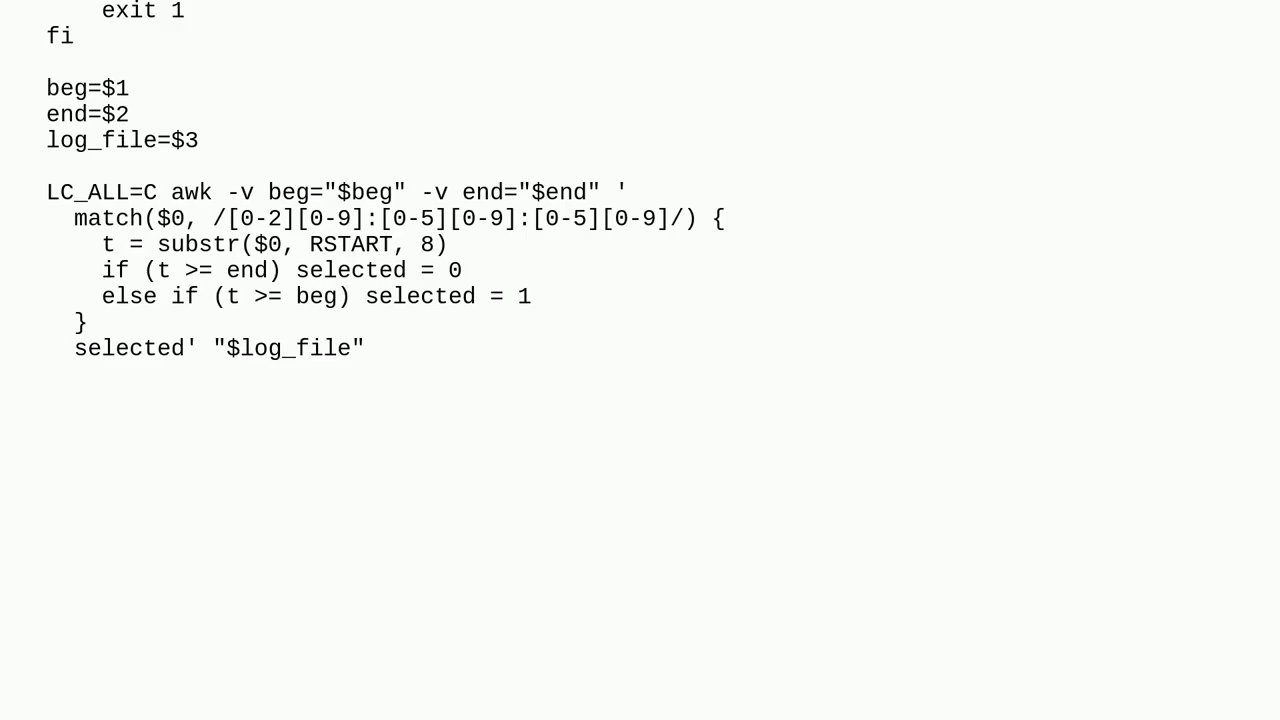 exit 1
fi

beg=$1
end=$2
log_file=$3

LC_ALL=C awk -v beg="$beg" -v end="$end" '
  match($0, /[0-2][0-9]:[0-5][0-9]:[0-5][0-9]/) {
    t = substr($0, RSTART, 8)
    if (t >= end) selected = 0
    else if (t >= beg) selected = 1
  }
  selected' "$log_file"